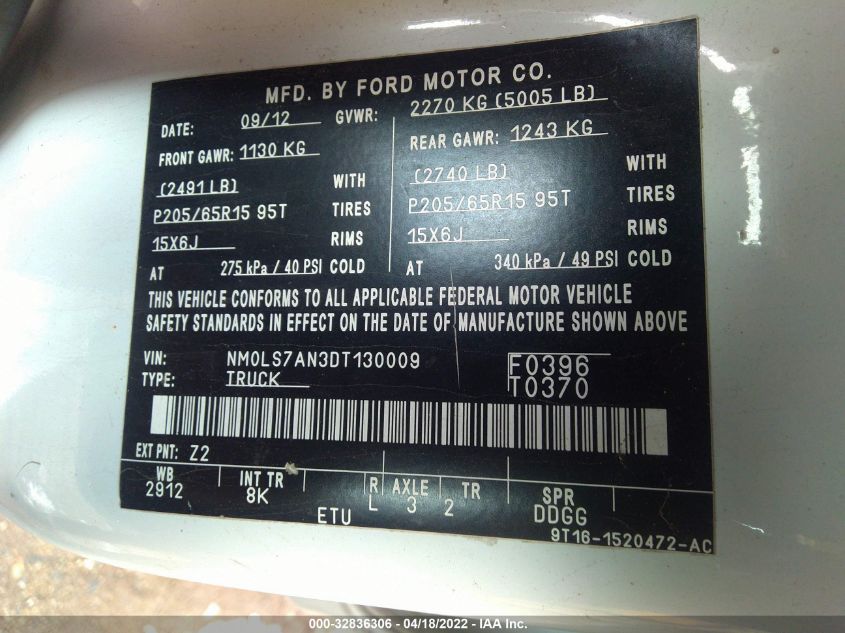 MFD. BY FORD MOTOR CO.
DATE: 09/12 GVWR: 2270 KG (5005 LB)
FRONT GAWR: 1130 KG REAR GAWR: 1243 KG
(2491 LB) WITH (2740 LB) WITH
P205/65R15 95T TIRES P205/65R15 95T TIRES
15X6J RIMS 15X6J RIMS
AT 275 kPa / 40 PSI COLD AT 340 kPa / 49 PSI COLD
THIS VEHICLE CONFORMS TO ALL APPLICABLE FEDERAL MOTOR VEHICLE
SAFETY STANDARDS IN EFFECT ON THE DATE OF MANUFACTURE SHOWN ABOVE
VIN: NM0LS7AN3DT130009 F0396
TYPE: TRUCK T0370
EXT PNT: Z2
WB INT TR R AXLE TR SPR
2912 8K L 3 2 DDGG
ETU
9T16-1520472-AC
000-32836306 - 04/18/2022 - IAA Inc.